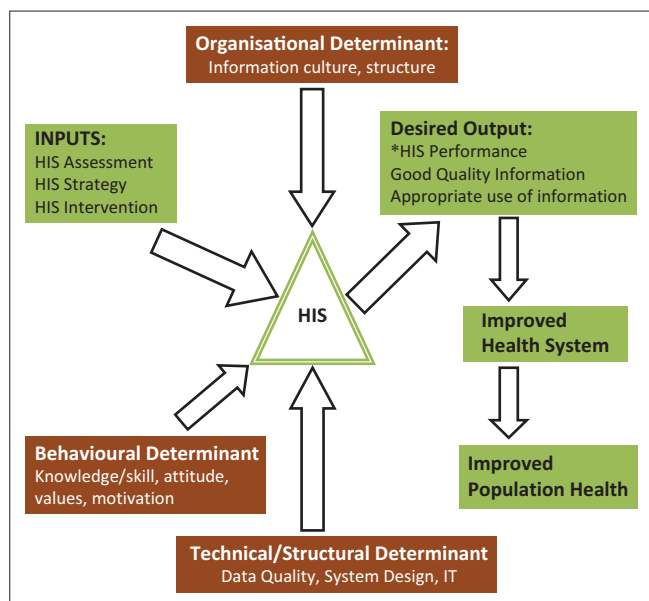 Organisational Determinant:
Information culture, structure
INPUTS:
HIS Assessment
HIS Strategy
HIS Intervention
Desired Output:
*HIS Performance
Good Quality Information
Appropriate use of information
HIS
Improved
Health System
Behavioural Determinant
Knowledge/skill, attitude,
values, motivation
Improved
Population Health
Technical/Structural Determinant
Data Quality, System Design, IT